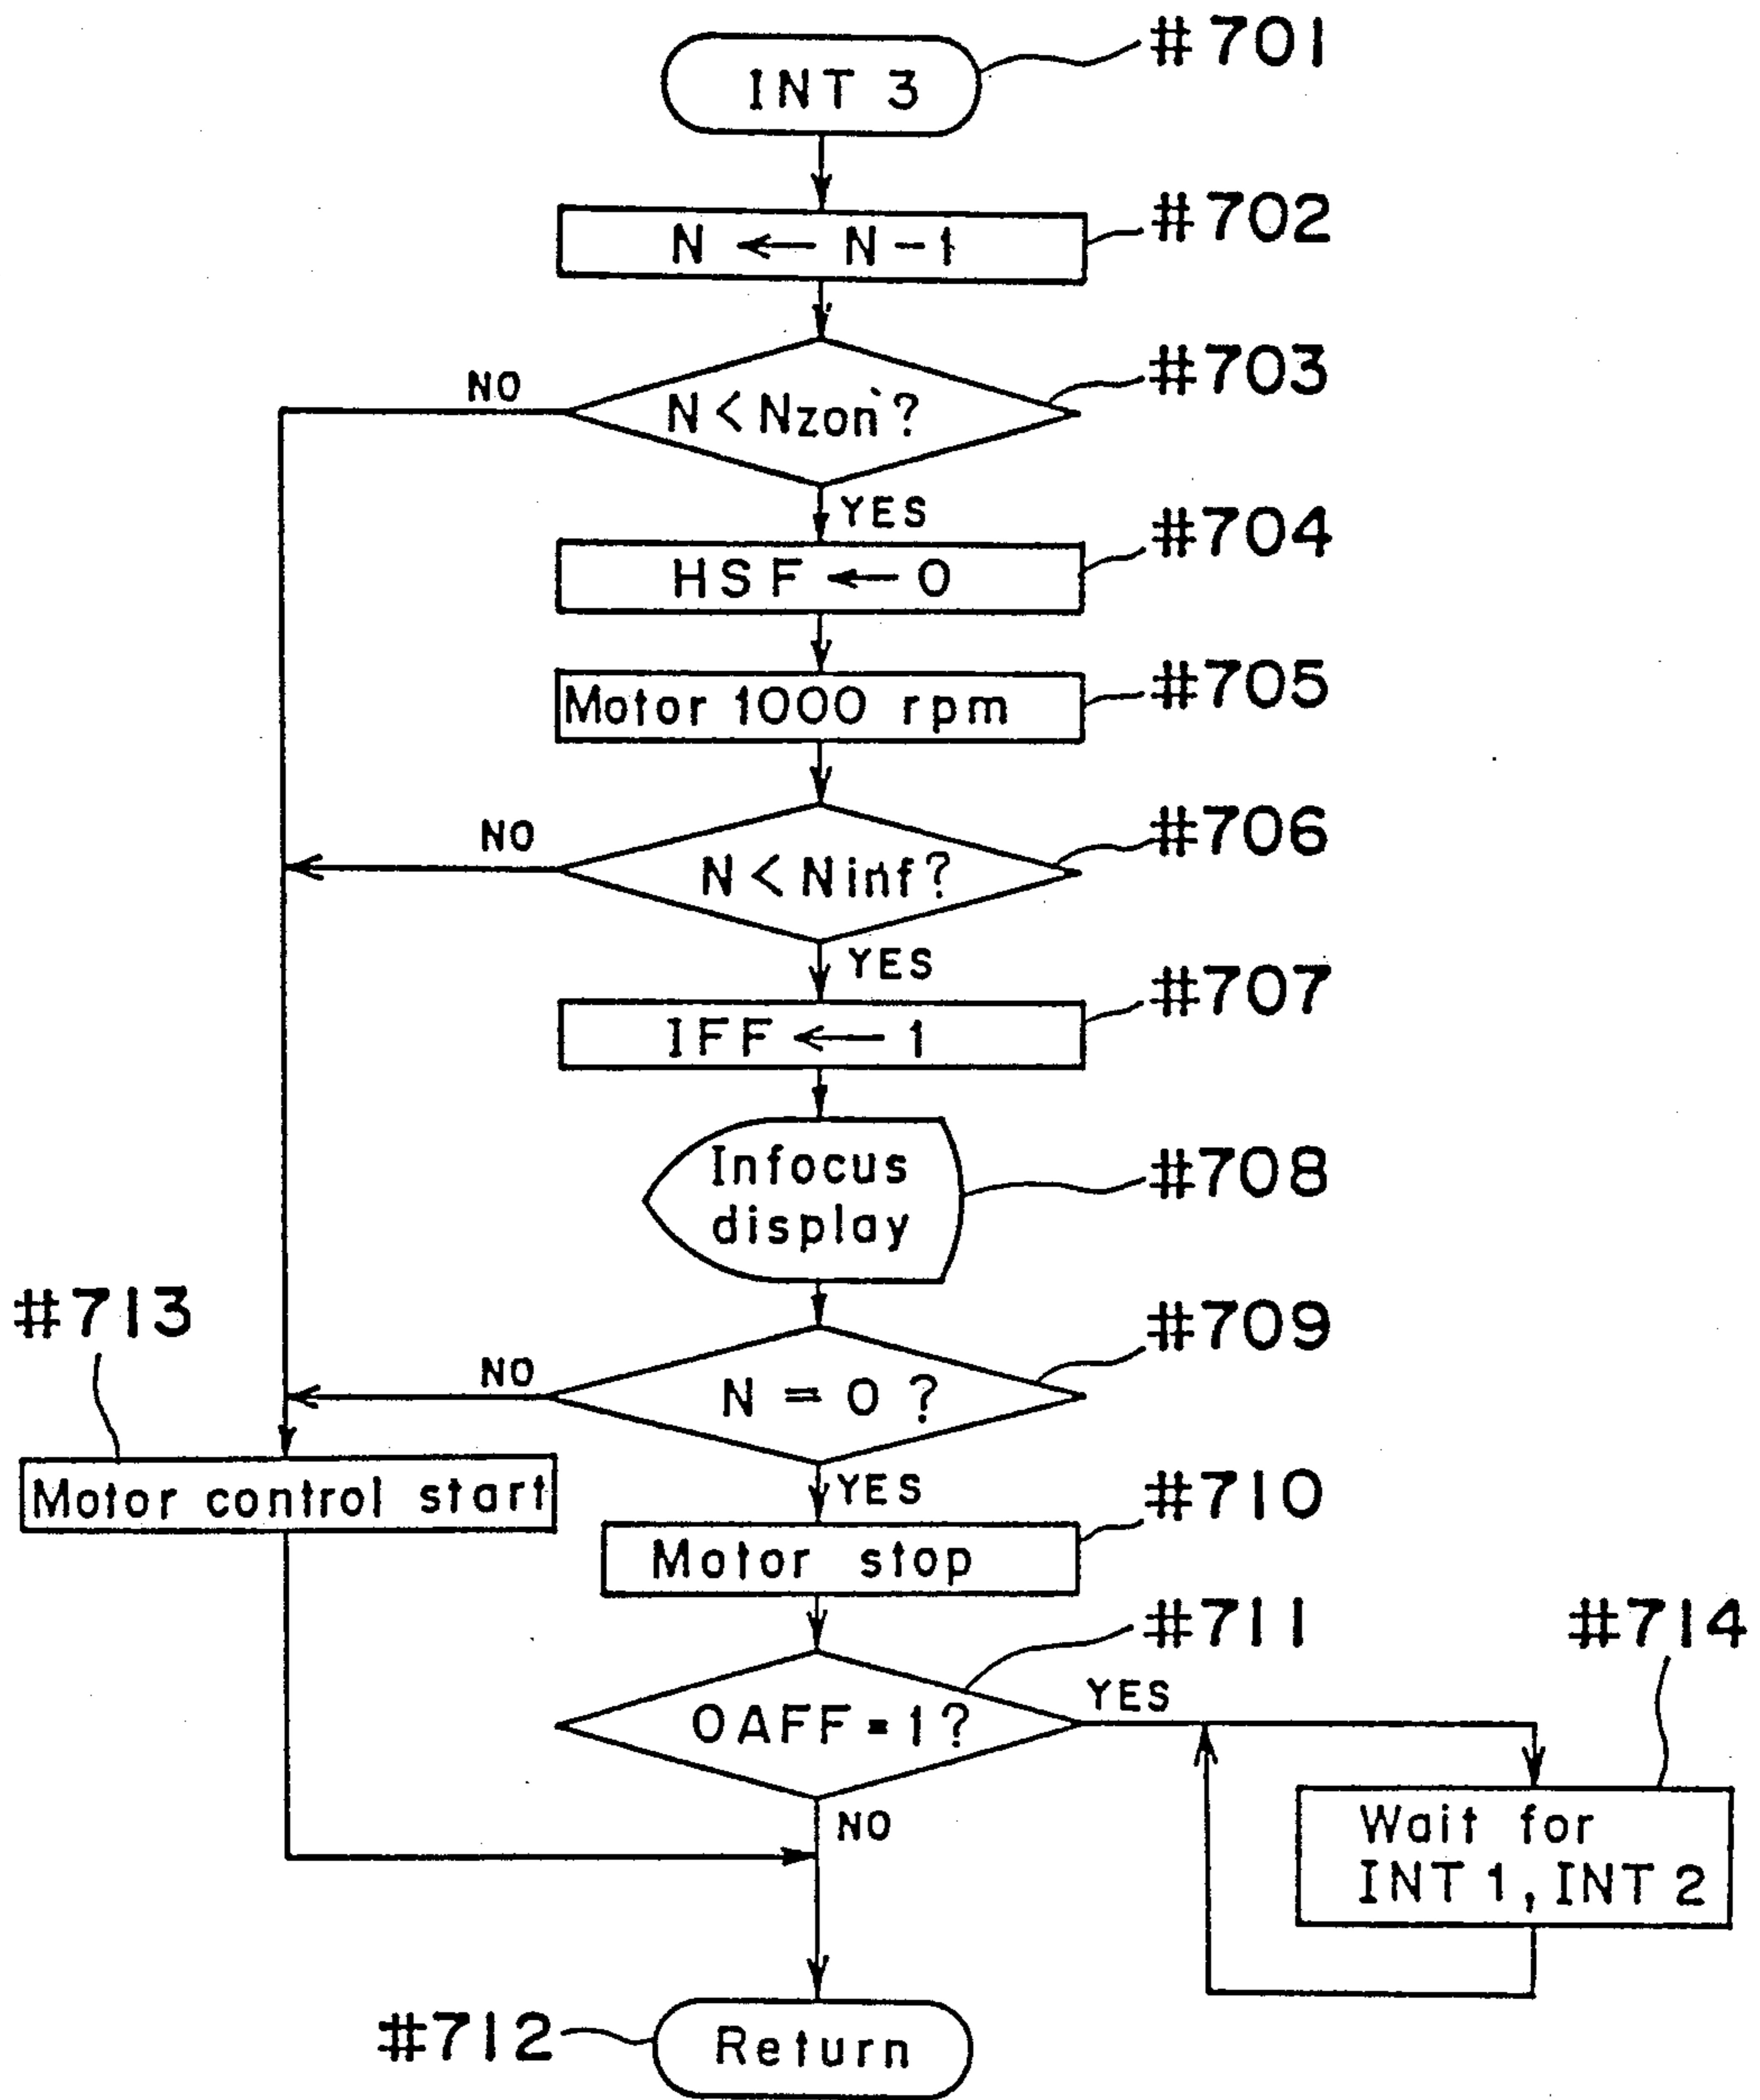 #701
INT 3
#702
N ← N-1
#703
NO
N < Nzon?
YES
#704
HSF ← 0
#705
Motor 1000 rpm
#706
NO
N < Ninf?
YES
#707
IFF ← 1
#708
Infocus
display
#713
#709
NO
N = 0 ?
Motor control start
YES
#710
Motor stop
#711
#714
OAFF=1?
YES
NO
Wait for
INT 1, INT 2
#712
Return